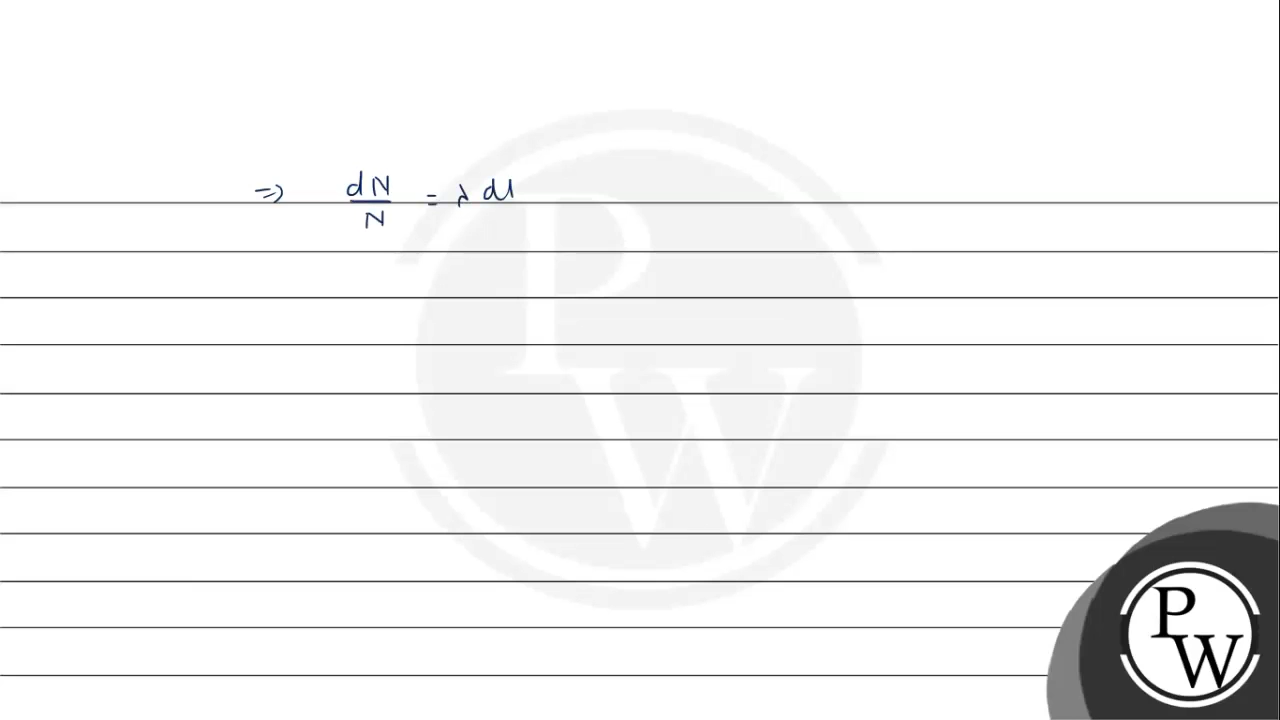 ⇒ dN/N = λ dt
P
W
P
W